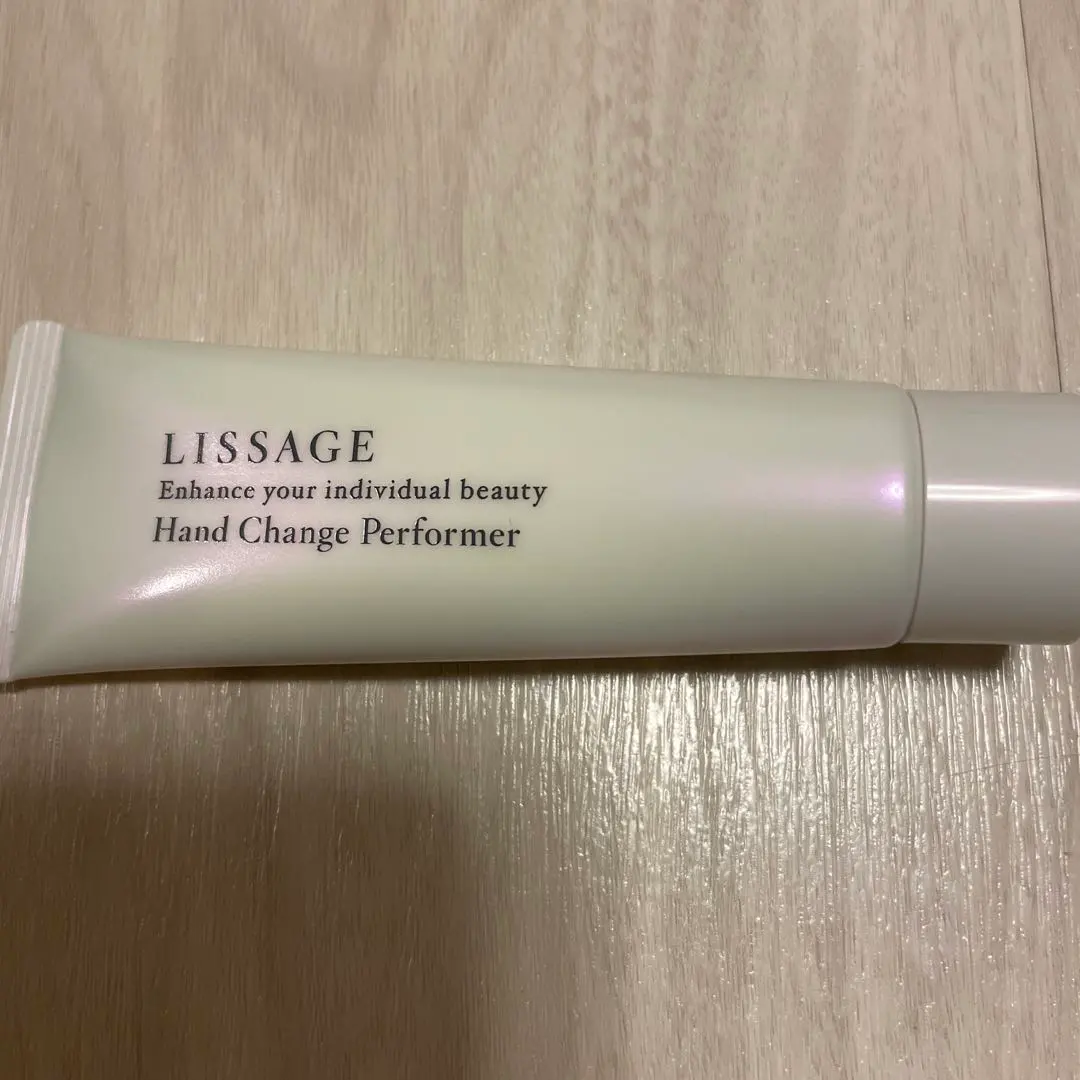 LISSAGE
Enhance your individual beauty
Hand Change Performer